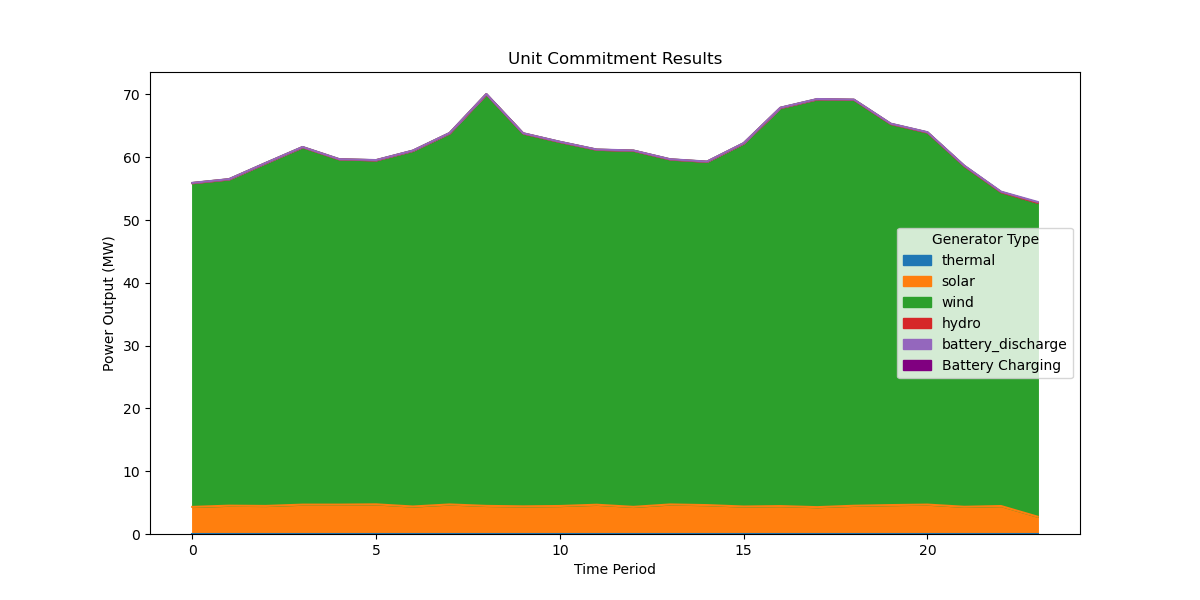 Unit Commitment Results
Power Output (MW)
70
60
50
40
30
20
10
0
Generator Type
thermal
solar
wind
hydro
battery_discharge
Battery Charging
0 5 10 15 20
Time Period